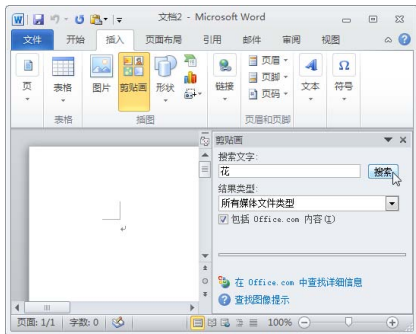 文档2 - Microsoft Word
文件 开始 插入 页面布局 引用 邮件 审阅 视图
页 表格 图片 剪贴画 形状 链接 页眉 文本 符号
页脚
页码
表格 插图 页眉和页脚
剪贴画
搜索文字:
花 搜索
结果类型:
所有媒体文件类型
包括 Office.com 内容(I)
在 Office.com 中查找详细信息
查找图像提示
页面: 1/1 字数: 0 100%